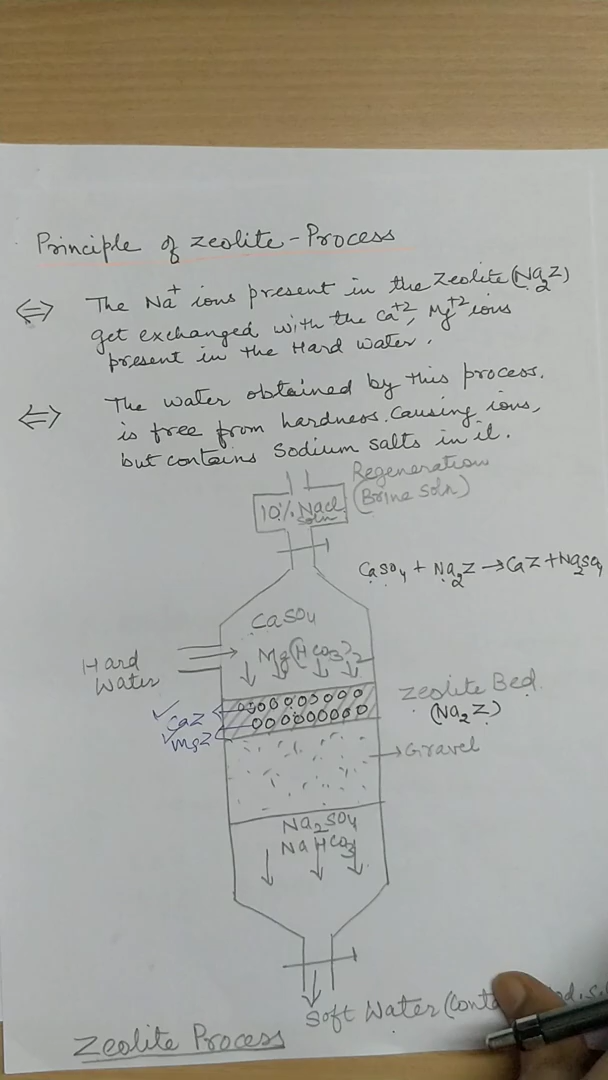 Principle of zeolite-Process
⇔ The Na⁺ ions present in the Zeolite (Na₂Z)
get exchanged with the Ca⁺², Mg⁺² ions
present in the Hard water.
⇔ The water obtained by this process.
is free from hardness. Causing ions,
but contains Sodium salts in it.
Regeneration
(Brine Soln)
10% NaCl
soln
CaSO₄ + Na₂Z → CaZ + Na₂SO₄
CaSO₄
Mg(HCO₃)₂
Hard
Water
Zeolite Bed
(Na₂Z)
✓ CaZ
✓ MgZ
Gravel
Na₂SO₄
NaHCO₃
Soft Water
Zeolite Process